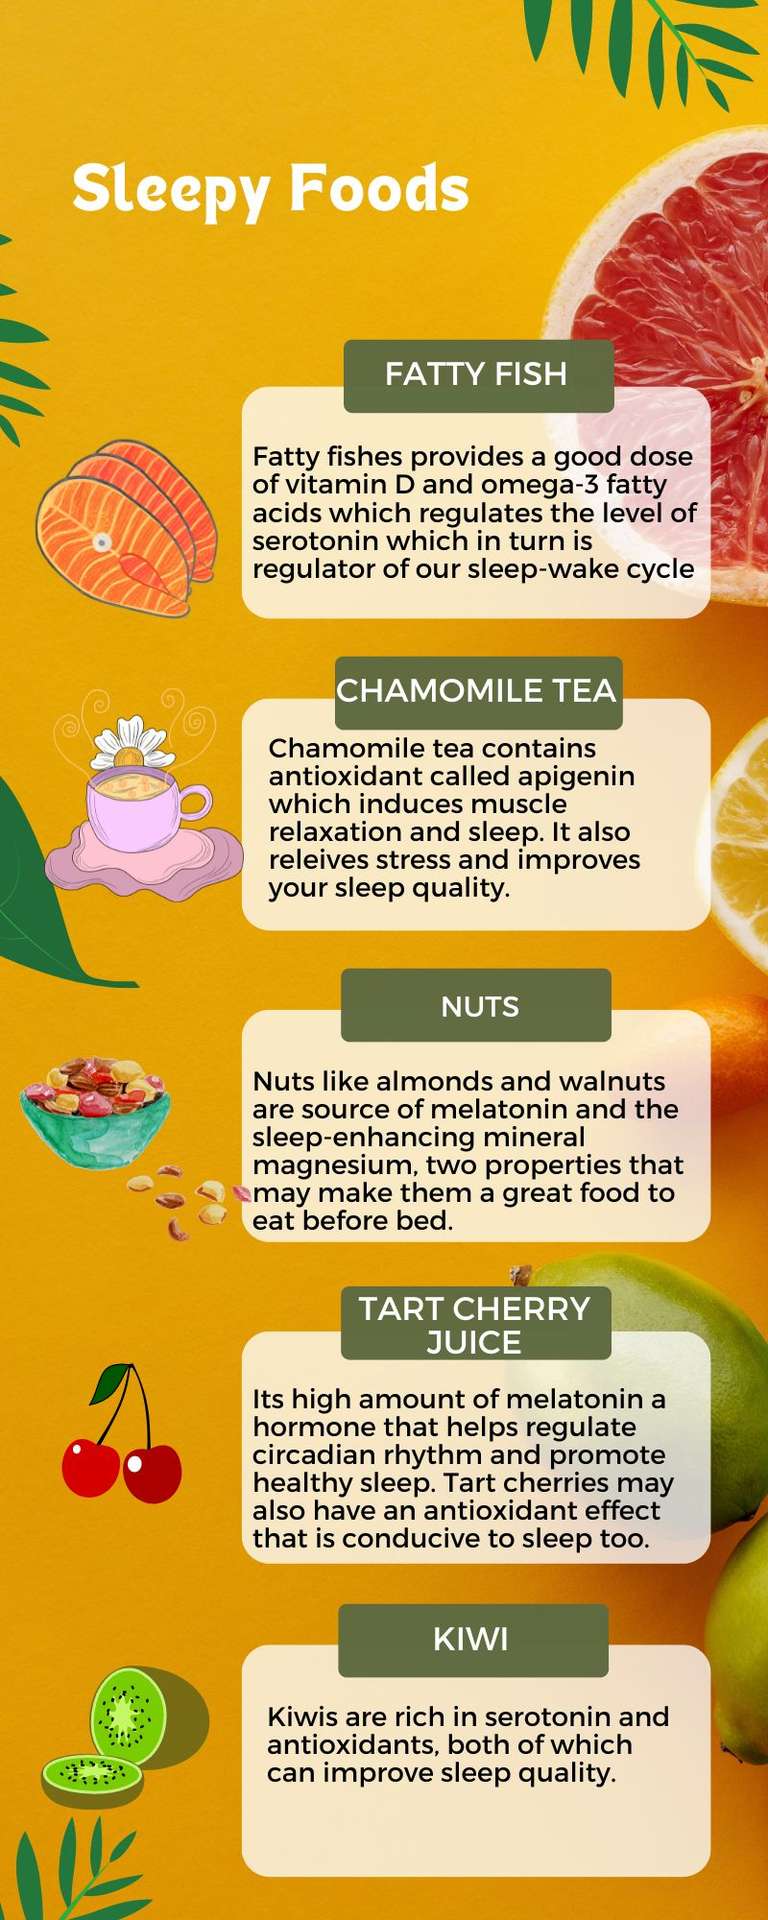 Sleepy Foods
FATTY FISH
Fatty fishes provides a good dose
of vitamin D and omega-3 fatty
acids which regulates the level of
serotonin which in turn is
regulator of our sleep-wake cycle
CHAMOMILE TEA
Chamomile tea contains
antioxidant called apigenin
which induces muscle
relaxation and sleep. It also
releives stress and improves
your sleep quality.
NUTS
Nuts like almonds and walnuts
are source of melatonin and the
sleep-enhancing mineral
magnesium, two properties that
may make them a great food to
eat before bed.
TART CHERRY
JUICE
Its high amount of melatonin a
hormone that helps regulate
circadian rhythm and promote
healthy sleep. Tart cherries may
also have an antioxidant effect
that is conducive to sleep too.
KIWI
Kiwis are rich in serotonin and
antioxidants, both of which
can improve sleep quality.